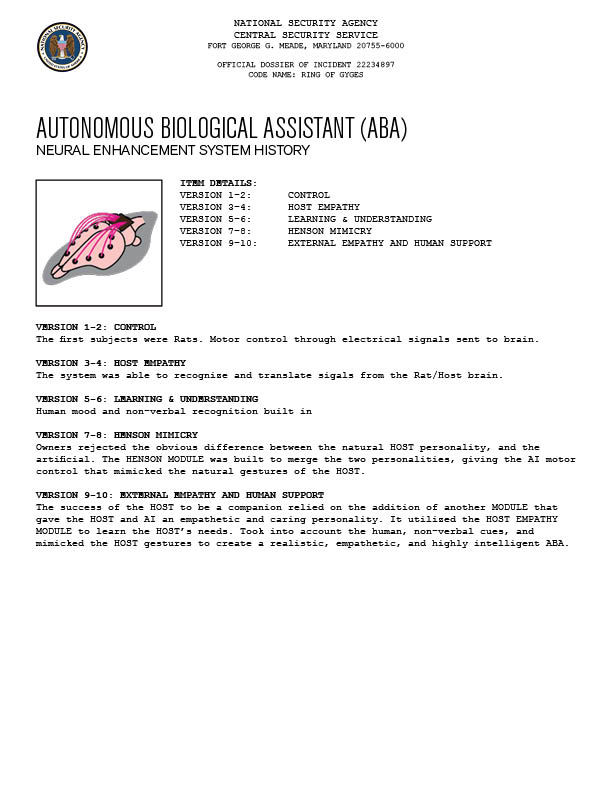 NATIONAL SECURITY AGENCY
CENTRAL SECURITY SERVICE
FORT GEORGE G. MEADE, MARYLAND 20755-6000
OFFICIAL DOSSIER OF INCIDENT 22234897
CODE NAME: RING OF GYGES
AUTONOMOUS BIOLOGICAL ASSISTANT (ABA)
NEURAL ENHANCEMENT SYSTEM HISTORY
ITEM DETAILS:
VERSION 1-2: CONTROL
VERSION 3-4: HOST EMPATHY
VERSION 5-6: LEARNING & UNDERSTANDING
VERSION 7-8: HENSON MIMICRY
VERSION 9-10: EXTERNAL EMPATHY AND HUMAN SUPPORT
VERSION 1-2: CONTROL
The first subjects were Rats. Motor control through electrical signals sent to brain.
VERSION 3-4: HOST EMPATHY
The system was able to recognize and translate sigals from the Rat/Host brain.
VERSION 5-6: LEARNING & UNDERSTANDING
Human mood and non-verbal recognition built in
VERSION 7-8: HENSON MIMICRY
Owners rejected the obvious difference between the natural HOST personality, and the
artificial. The HENSON MODULE was built to merge the two personalities, giving the AI motor
control that mimicked the natural gestures of the HOST.
VERSION 9-10: EXTERNAL EMPATHY AND HUMAN SUPPORT
The success of the HOST to be a companion relied on the addition of another MODULE that
gave the HOST and AI an empathetic and caring personality. It utilized the HOST EMPATHY
MODULE to learn the HOST'S needs. Took into account the human, non-verbal cues, and
mimicked the HOST gestures to create a realistic, empathetic, and highly intelligent ABA.